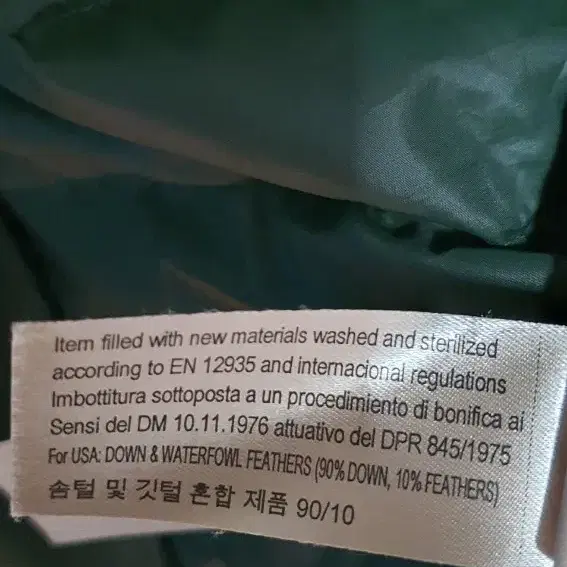 Item filled with new materials washed and sterilized
according to EN 12935 and internacional regulations
Imbottitura sottoposta a un procedimiento di bonifica ai
Sensi del DM 10.11.1976 attuativo del DPR 845/1975
For USA: DOWN & WATERFOWL FEATHERS (90% DOWN, 10% FEATHERS)
솜털 및 깃털 혼합 제품 90/10